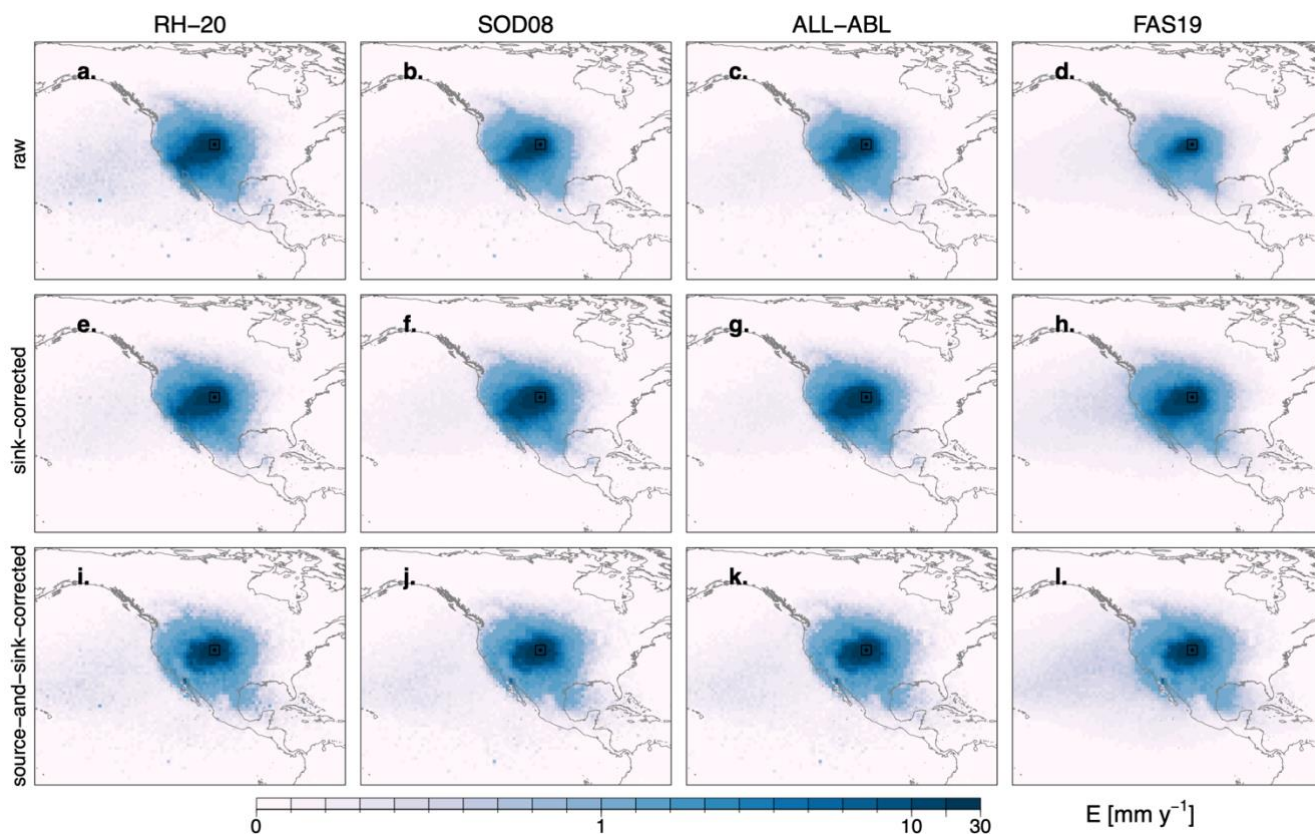 RH−20
SOD08
ALL−ABL
FAS19
raw
a.
b.
c.
d.
sink−corrected
e.
f.
g.
h.
source−and−sink−corrected
i.
j.
k.
l.
0
1
10
30
E [mm y⁻¹]